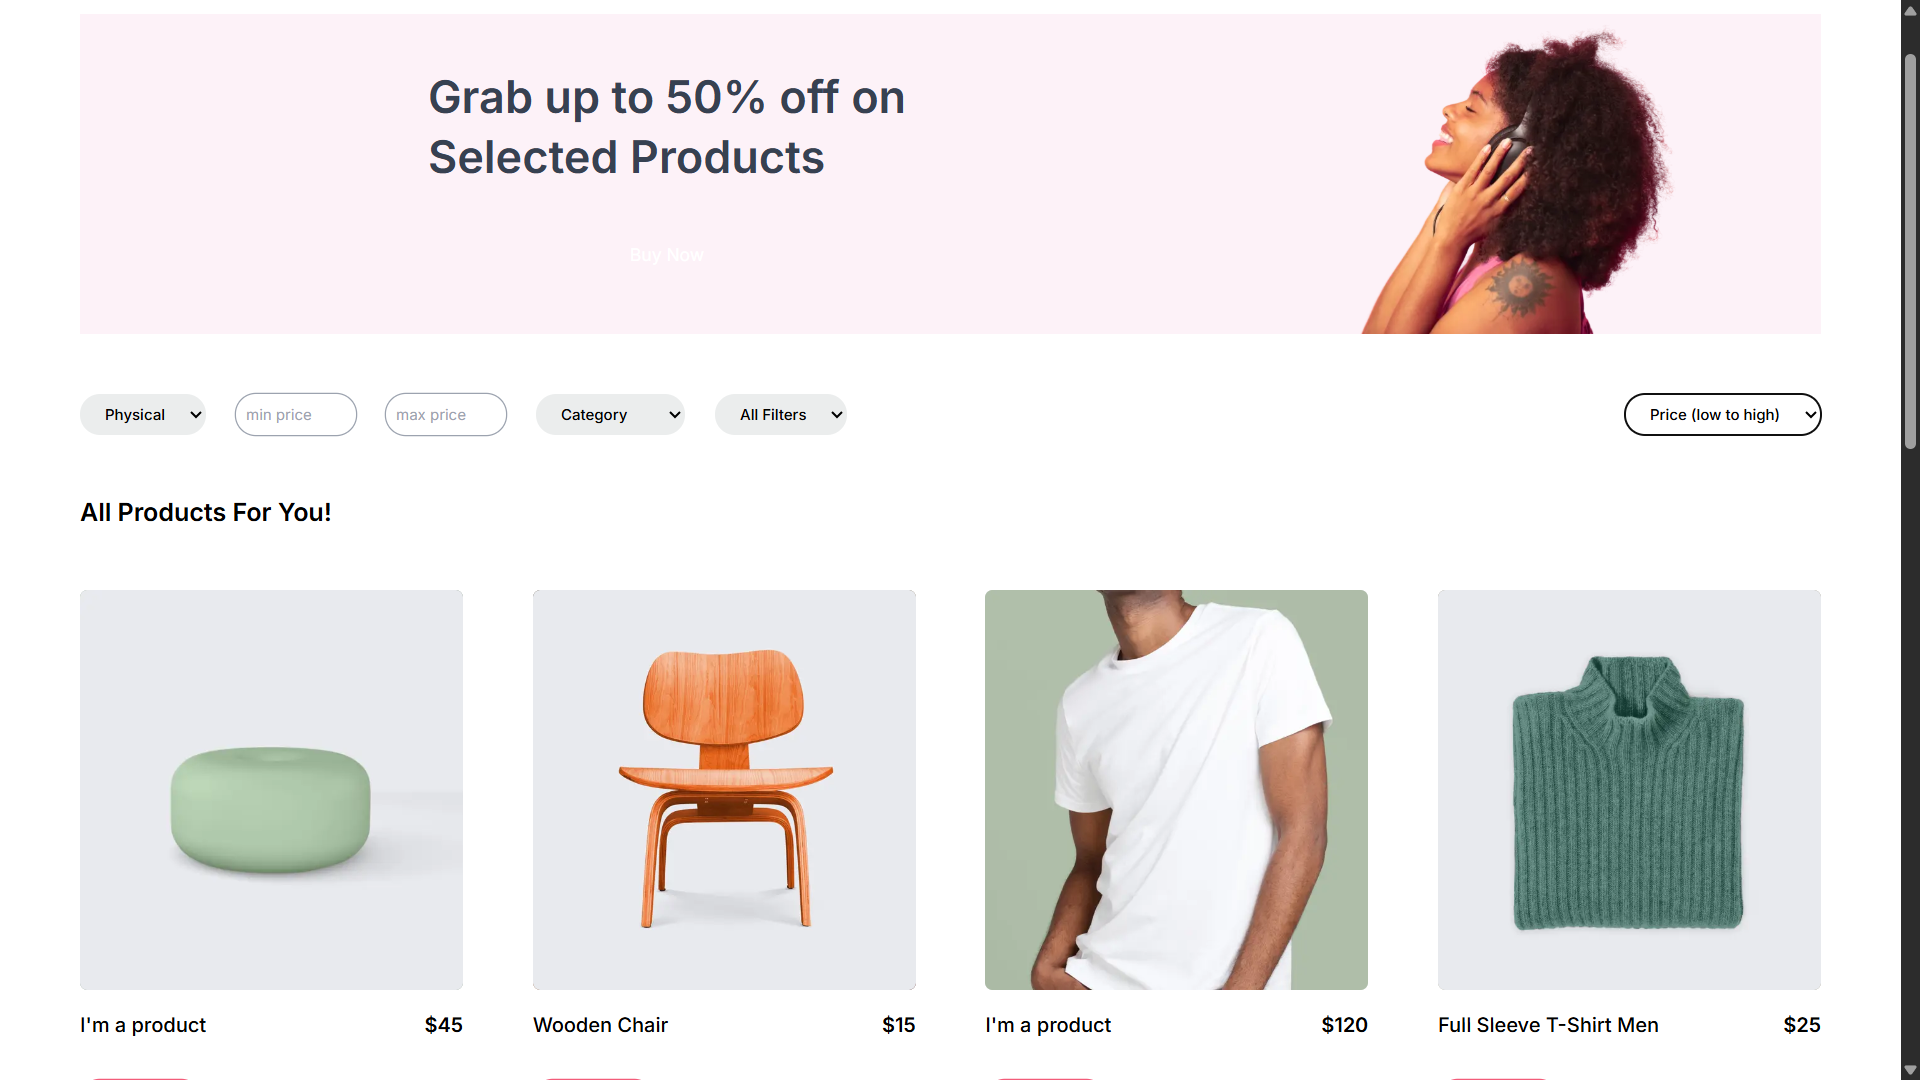 Grab up to 50% off on
Selected Products
Buy Now
Physical
min price
max price
Category
All Filters
Price (low to high)
All Products For You!
I'm a product
$45
Wooden Chair
$15
I'm a product
$120
Full Sleeve T-Shirt Men
$25